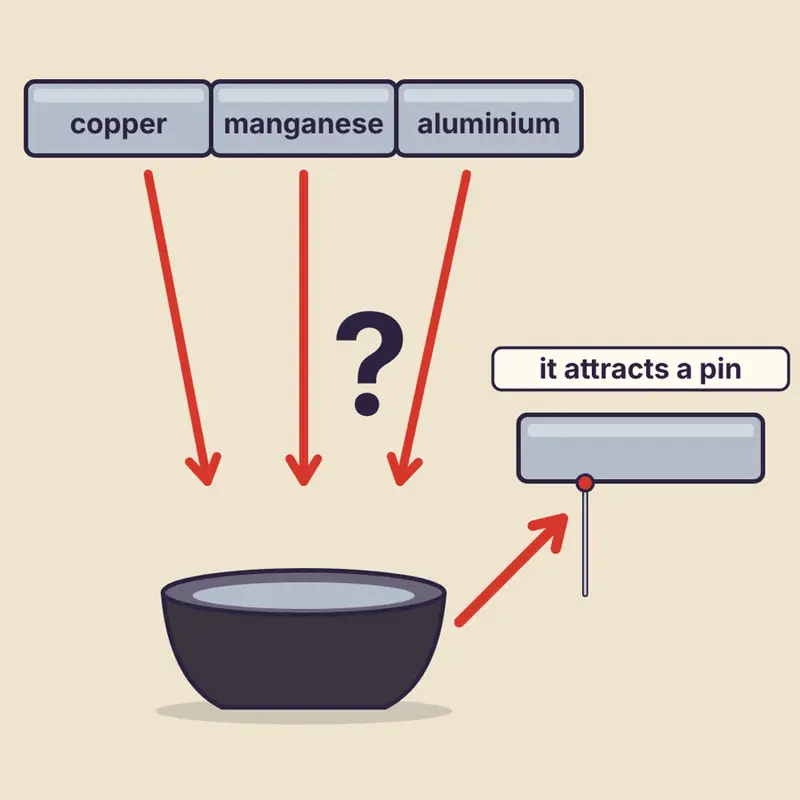 copper manganese aluminium
?
it attracts a pin